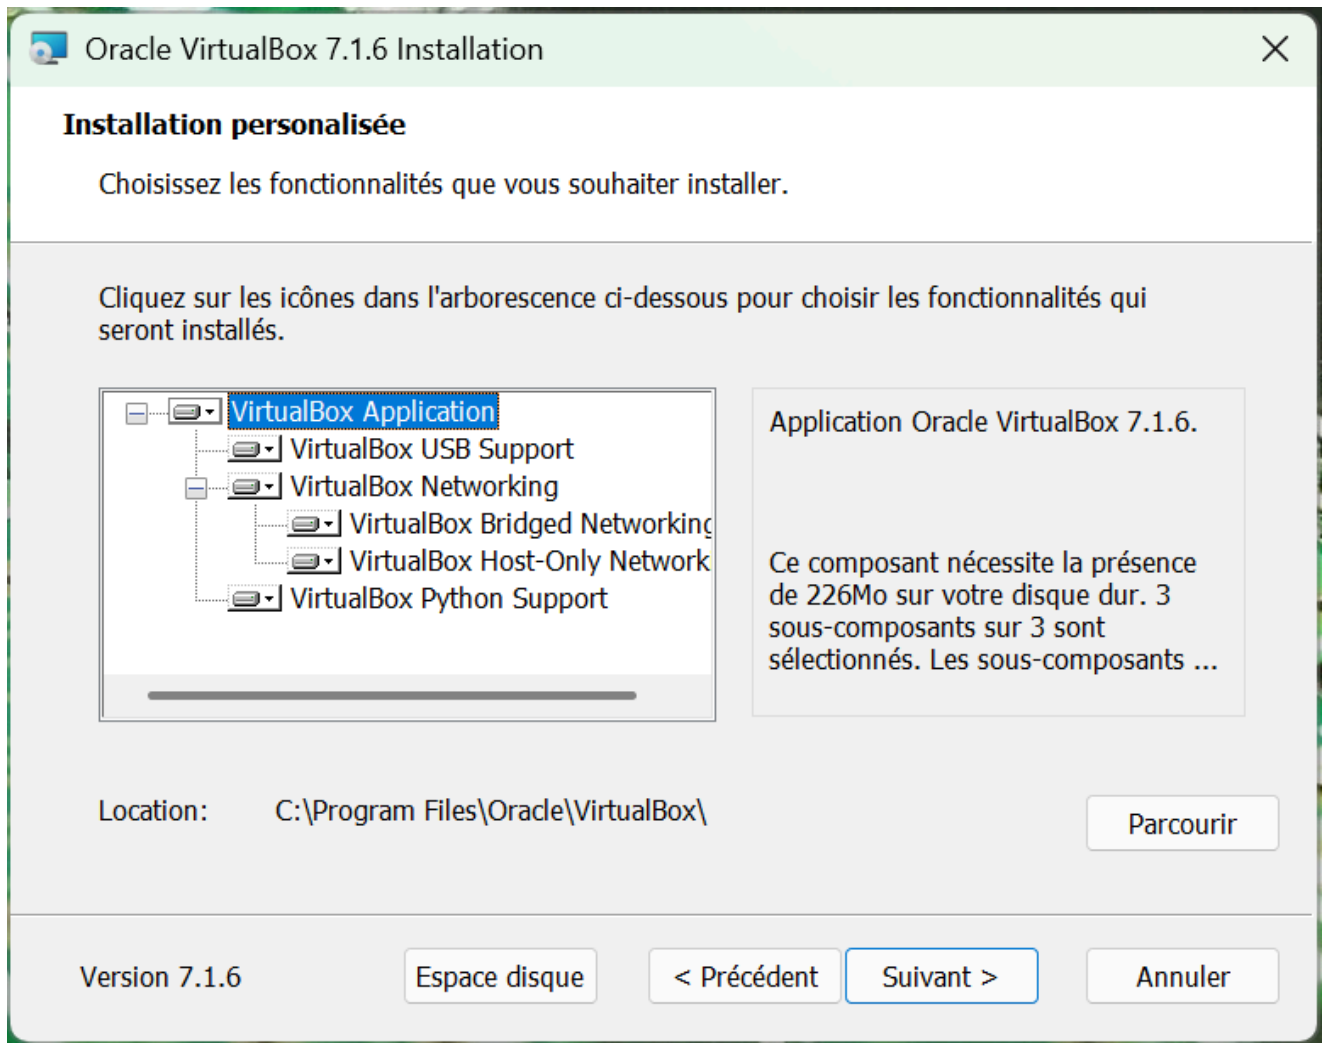 Oracle VirtualBox 7.1.6 Installation
Installation personalisée
Choisissez les fonctionnalités que vous souhaiter installer.
Cliquez sur les icônes dans l'arborescence ci-dessous pour choisir les fonctionnalités qui
seront installés.
VirtualBox Application
VirtualBox USB Support
VirtualBox Networking
VirtualBox Bridged Networking
VirtualBox Host-Only Network
VirtualBox Python Support
Application Oracle VirtualBox 7.1.6.
Ce composant nécessite la présence
de 226Mo sur votre disque dur. 3
sous-composants sur 3 sont
sélectionnés. Les sous-composants ...
Location: C:\Program Files\Oracle\VirtualBox\
Parcourir
Version 7.1.6
Espace disque
< Précédent
Suivant >
Annuler